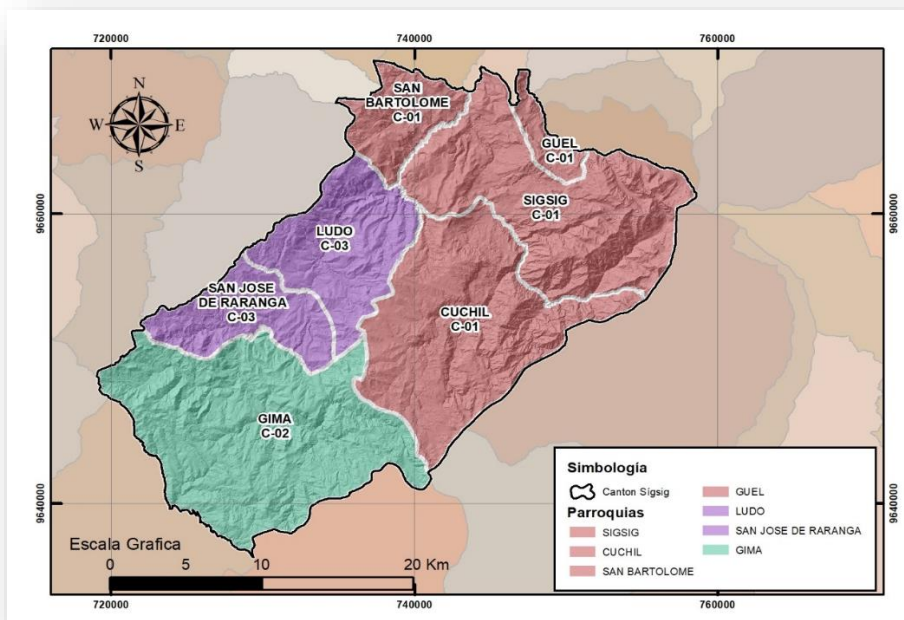 720000
740000
760000
N
W
E
S
SAN
BARTOLOME
C-01
GUEL
C-01
9660000
9660000
SIGSIG
C-01
LUDO
C-03
SAN JOSE
DE RARANGA
C-03
CUCHIL
C-01
GIMA
C-02
Simbología
Canton Sigsig
Parroquias
SIGSIG
CUCHIL
SAN BARTOLOME
GUEL
LUDO
SAN JOSE DE RARANGA
GIMA
9640000
9640000
Escala Grafica
0
10
20 Km
720000
740000
760000